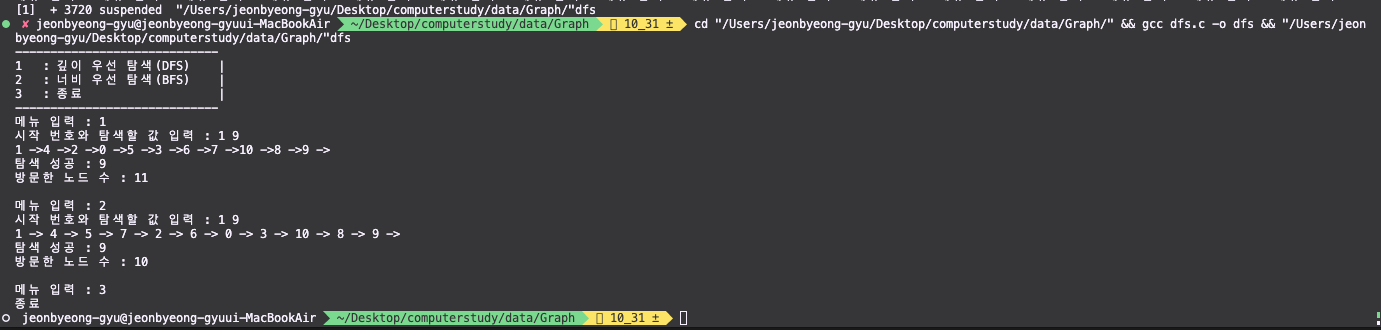 [1]  + 3720 suspended  "/Users/jeonbyeong-gyu/Desktop/computerstudy/data/Graph/"dfs
✘ jeonbyeong-gyu@jeonbyeong-gyuui-MacBookAir ~/Desktop/computerstudy/data/Graph 10_31 ± cd "/Users/jeonbyeong-gyu/Desktop/computerstudy/data/Graph/" && gcc dfs.c -o dfs && "/Users/jeon
byeong-gyu/Desktop/computerstudy/data/Graph/"dfs
-----------------------------
1   : 깊이 우선 탐색(DFS)    |
2   : 너비 우선 탐색(BFS)    |
3   : 종료                   |
-----------------------------
메뉴 입력 : 1
시작 번호와 탐색할 값 입력 : 1 9
1 ->4 ->2 ->0 ->5 ->3 ->6 ->7 ->10 ->8 ->9 ->
탐색 성공 : 9
방문한 노드 수 : 11
메뉴 입력 : 2
시작 번호와 탐색할 값 입력 : 1 9
1 -> 4 -> 5 -> 7 -> 2 -> 6 -> 0 -> 3 -> 10 -> 8 -> 9 ->
탐색 성공 : 9
방문한 노드 수 : 10
메뉴 입력 : 3
종료
jeonbyeong-gyu@jeonbyeong-gyuui-MacBookAir ~/Desktop/computerstudy/data/Graph 10_31 ±